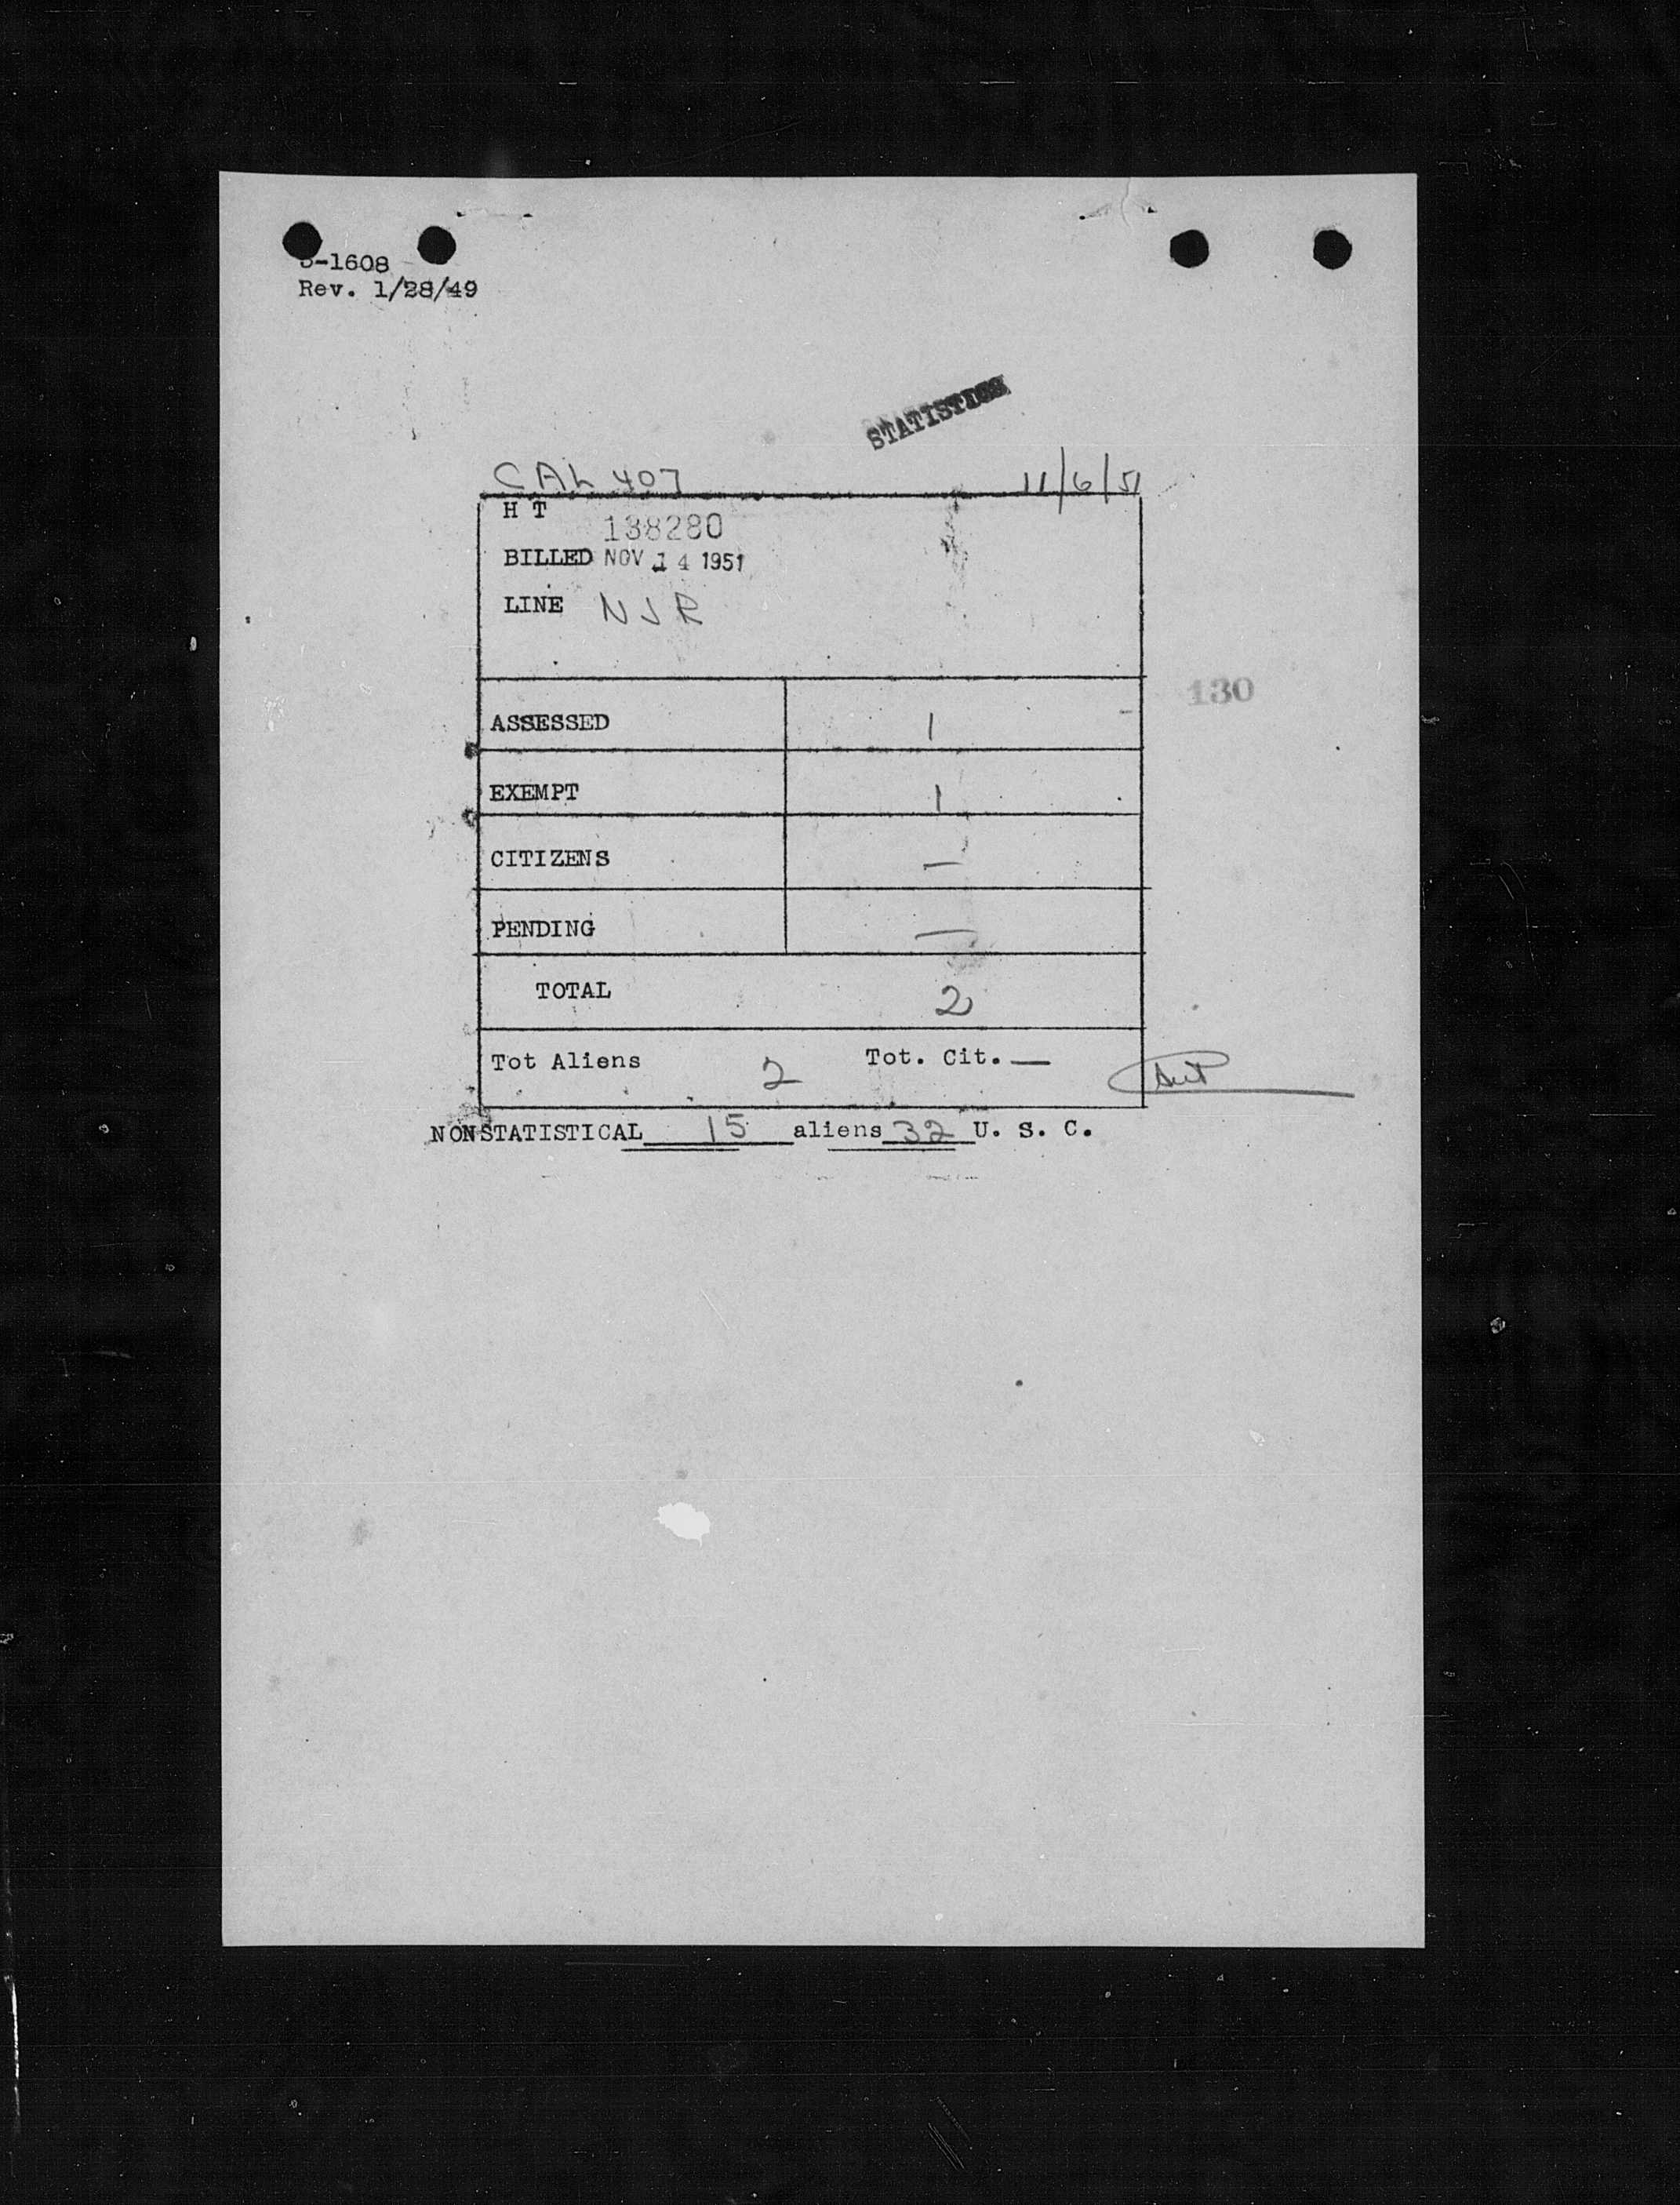 -1608
Rev. 1/28/49
STATISTICS
CAL 407 11/6/51
H T 138280
BILLED NOV 14 1951
LINE NJR
130
ASSESSED 1
EXEMPT 1
CITIZENS —
PENDING —
TOTAL 2
Tot Aliens 2 Tot. Cit. —
NONSTATISTICAL 15 aliens 32 U. S. C.